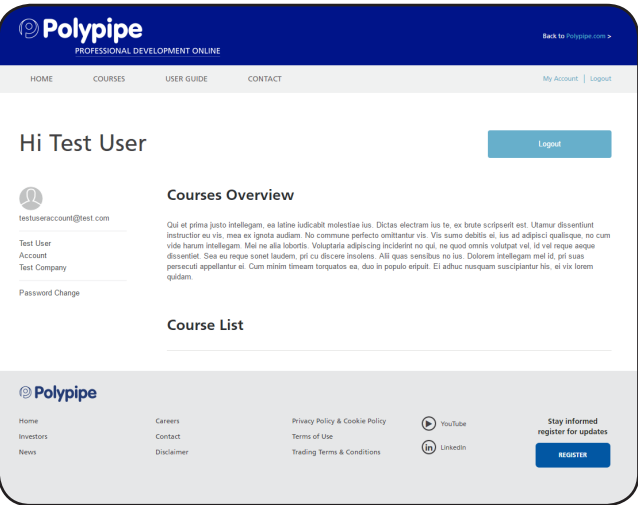 Polypipe
PROFESSIONAL DEVELOPMENT ONLINE
Back to Polypipe.com >
HOME COURSES USER GUIDE CONTACT
My Account | Logout
Hi Test User
Logout
testuseraccount@test.com
Test User
Account
Test Company
Password Change
Courses Overview
Qui et prima justo intellegam, ea latine iudicabit molestiae ius. Dictas electram ius te, ex brute scripserit est. Utamur dissentiunt
instructior eu vis, mea ex ignota audiam. No commune perfecto omittantur vis. Vis sumo debitis ei, ius ad adipisci qualisque, no cum
vide harum intellegam. Mei ne alia lobortis. Voluptaria adipiscing inciderint no qui, ne quod omnis volutpat vel, id vel reque aeque
dissentiet. Sea eu reque sonet laudem, pri cu discere insolens. Alii quas sensibus no ius. Dolorem intellegam mel id, pri suas
persecuti appellantur ei. Cum minim timeam torquatos ea, duo in populo eripuit. Ei adhuc nusquam suscipiantur his, ei vix lorem
quidam.
Course List
Polypipe
Home
Investors
News
Careers
Contact
Disclaimer
Privacy Policy & Cookie Policy
Terms of Use
Trading Terms & Conditions
YouTube
in LinkedIn
Stay informed
register for updates
REGISTER